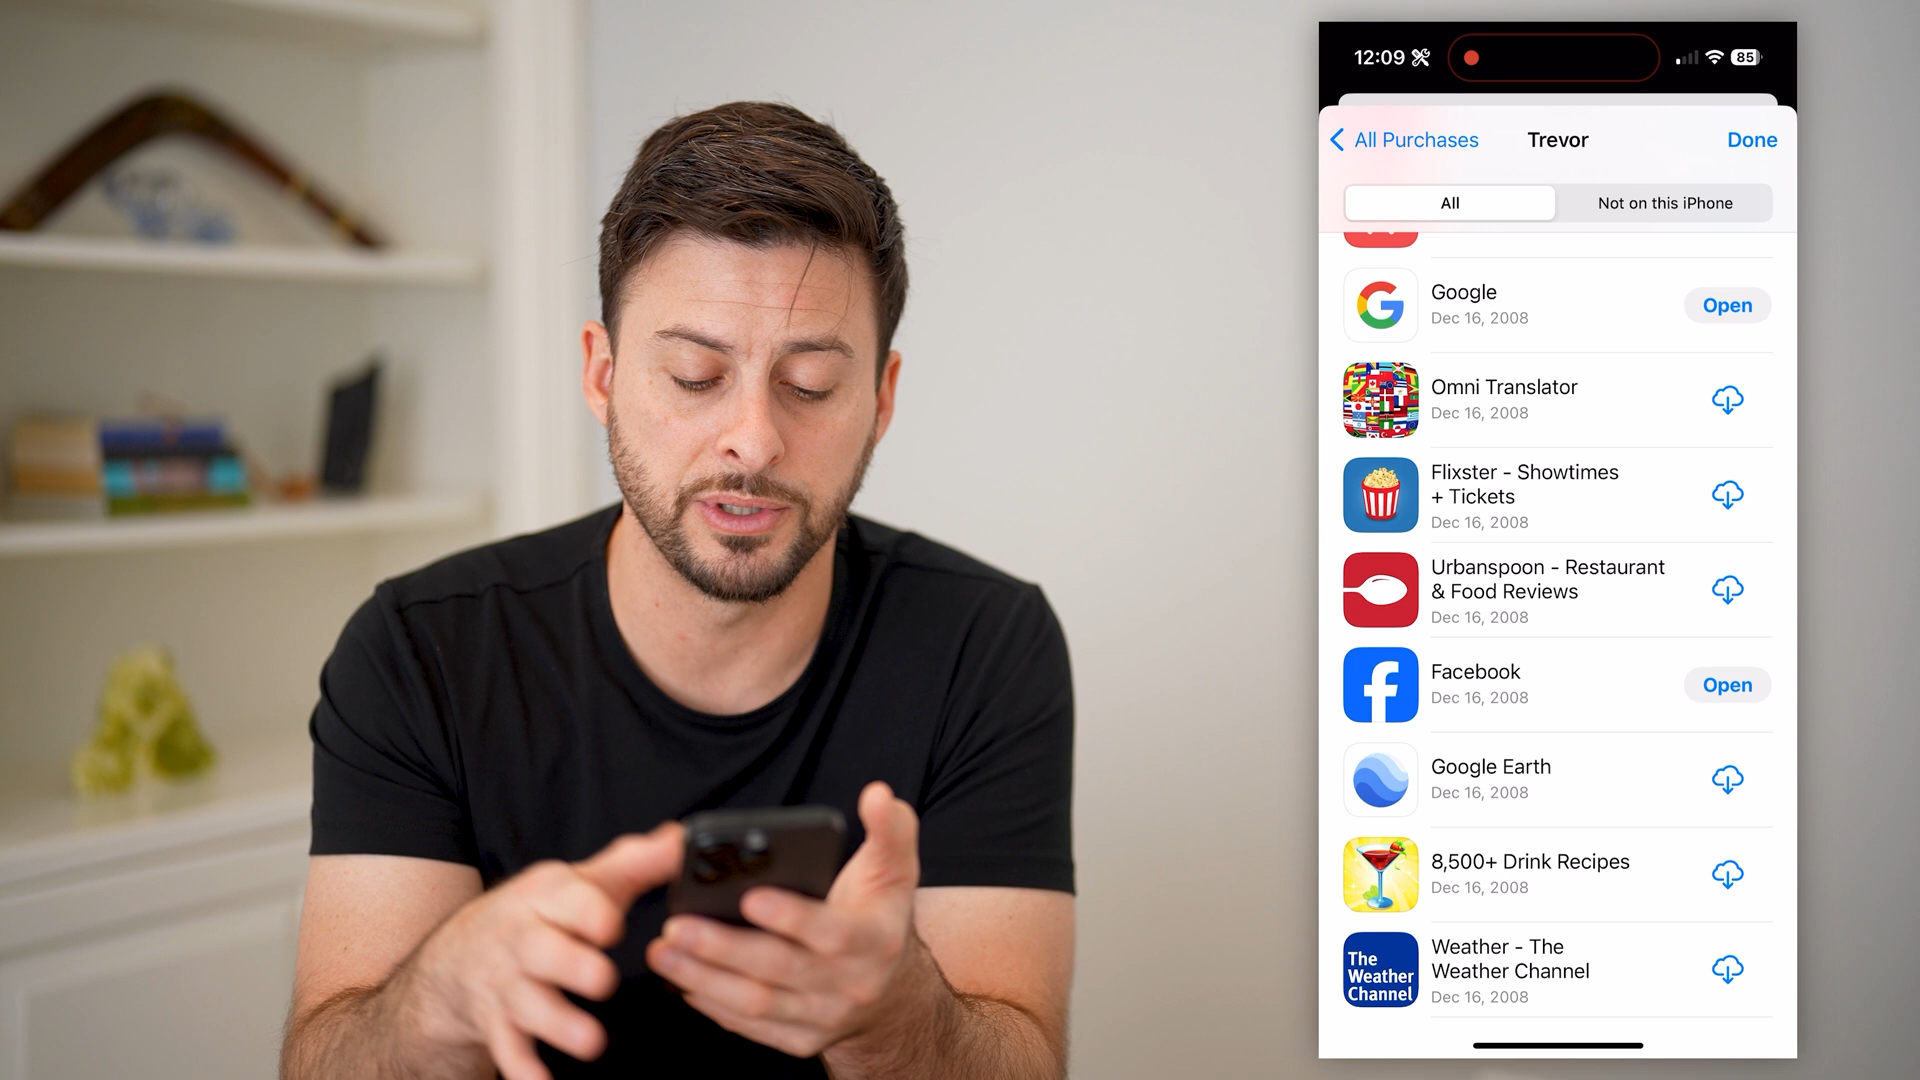 12:09
85
All Purchases
Trevor
Done
All
Not on this iPhone
Google
Dec 16, 2008
Open
Omni Translator
Dec 16, 2008
Flixster - Showtimes
+ Tickets
Dec 16, 2008
Urbanspoon - Restaurant
& Food Reviews
Dec 16, 2008
Facebook
Dec 16, 2008
Open
Google Earth
Dec 16, 2008
8,500+ Drink Recipes
Dec 16, 2008
The
Weather
Channel
Weather - The
Weather Channel
Dec 16, 2008